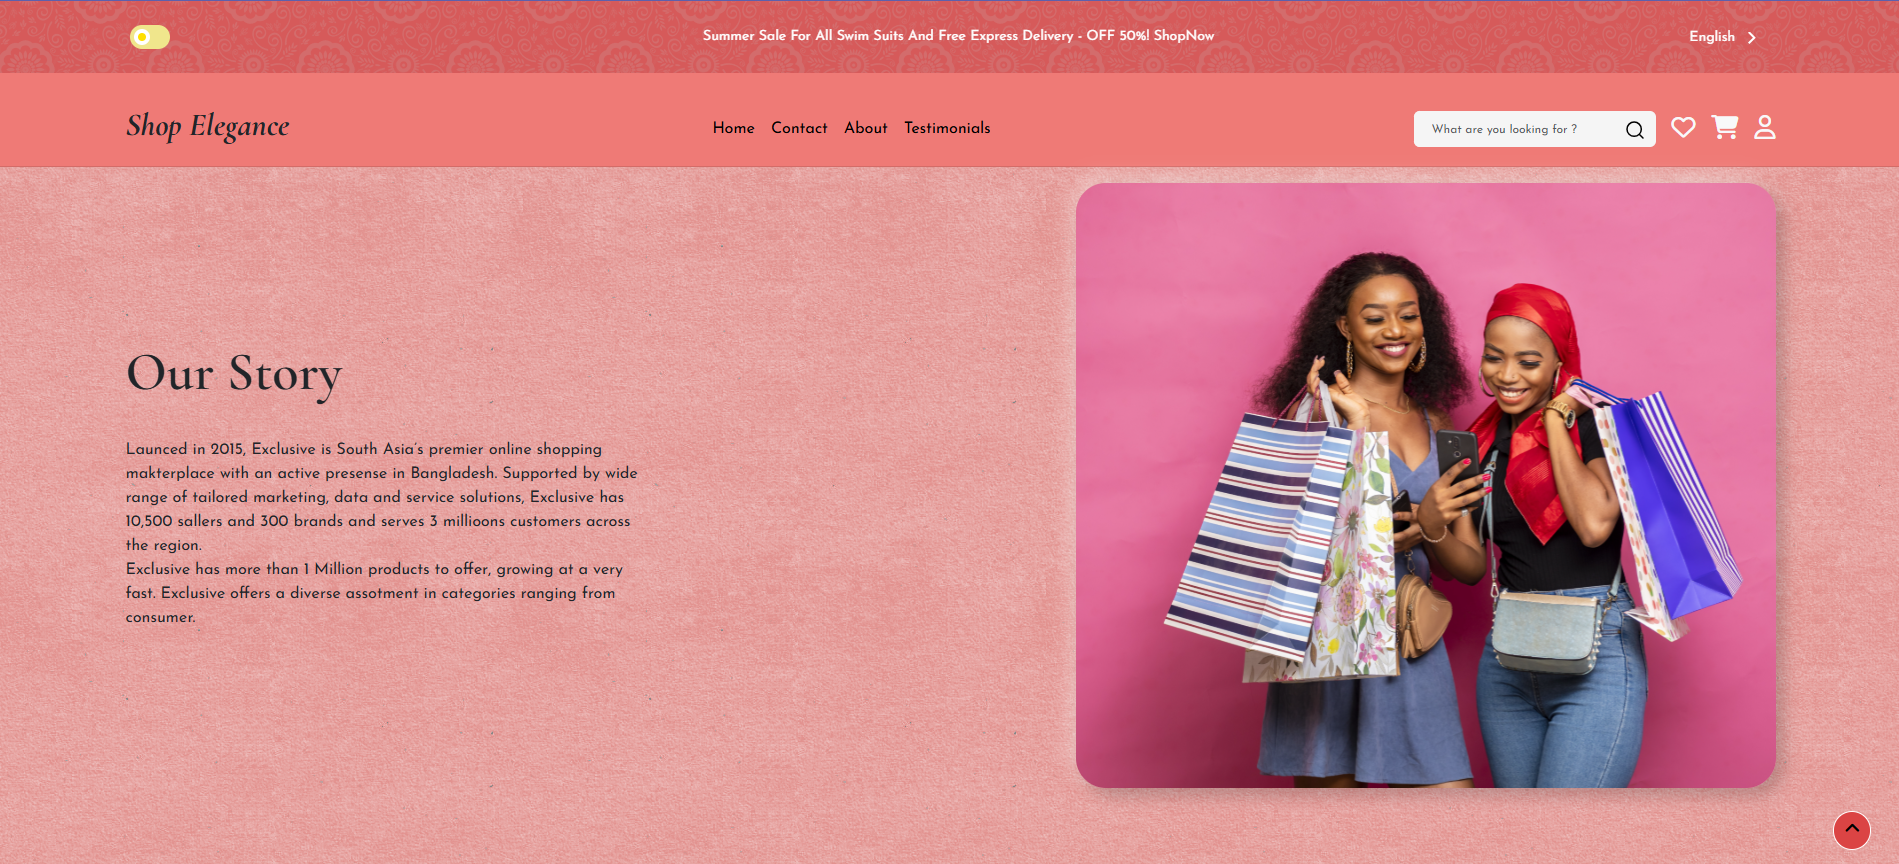 Summer Sale For All Swim Suits And Free Express Delivery - OFF 50%! ShopNow
English
Shop Elegance
Home Contact About Testimonials
What are you looking for ?
Our Story
Launced in 2015, Exclusive is South Asia's premier online shopping
makterplace with an active presense in Bangladesh. Supported by wide
range of tailored marketing, data and service solutions, Exclusive has
10,500 sallers and 300 brands and serves 3 millioons customers across
the region.
Exclusive has more than 1 Million products to offer, growing at a very
fast. Exclusive offers a diverse assotment in categories ranging from
consumer.